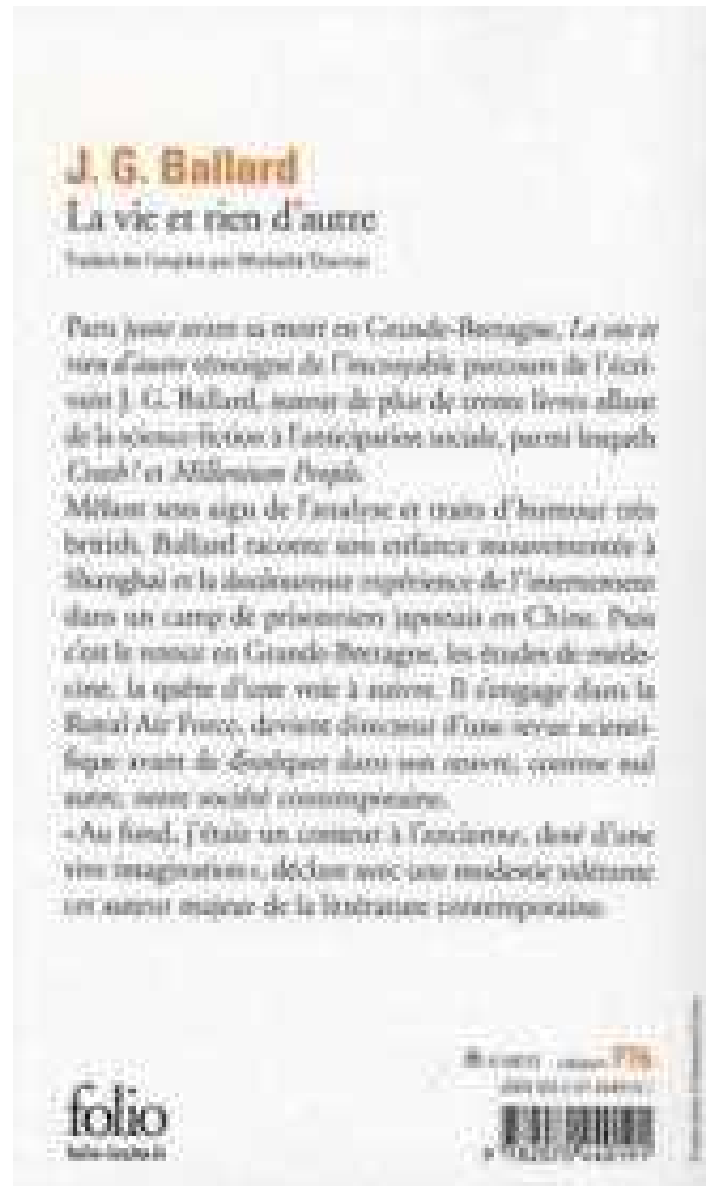 J. G. Ballard
La vie et rien d'autre
Traduit de l'anglais par Michelle
Paru juste avant sa mort en Grande-Bretagne, La vie et
rien d'autre témoigne de l'incroyable parcours de l'écri-
vain J. G. Ballard, auteur de plus de trente livres allant
de la science-fiction à l'anticipation sociale, parmi lesquels
Crash! et Millennium People.
Mêlant sens aigu de l'analyse et traits d'humour très
british, Ballard raconte son enfance mouvementée à
Shanghai et la douloureuse expérience de l'internement
dans un camp de prisonniers japonais en Chine. Puis
c'est le retour en Grande-Bretagne, les études de méde-
cine, la quête d'une voie à suivre. Il s'engage dans la
Royal Air Force, devient directeur d'une revue scienti-
fique avant de disséquer dans son œuvre, comme nul
autre, notre société contemporaine.
«Au fond, j'étais un conteur à l'ancienne, doté d'une
vive imagination», déclare avec une modestie sidérante
cet auteur majeur de la littérature contemporaine.
folio